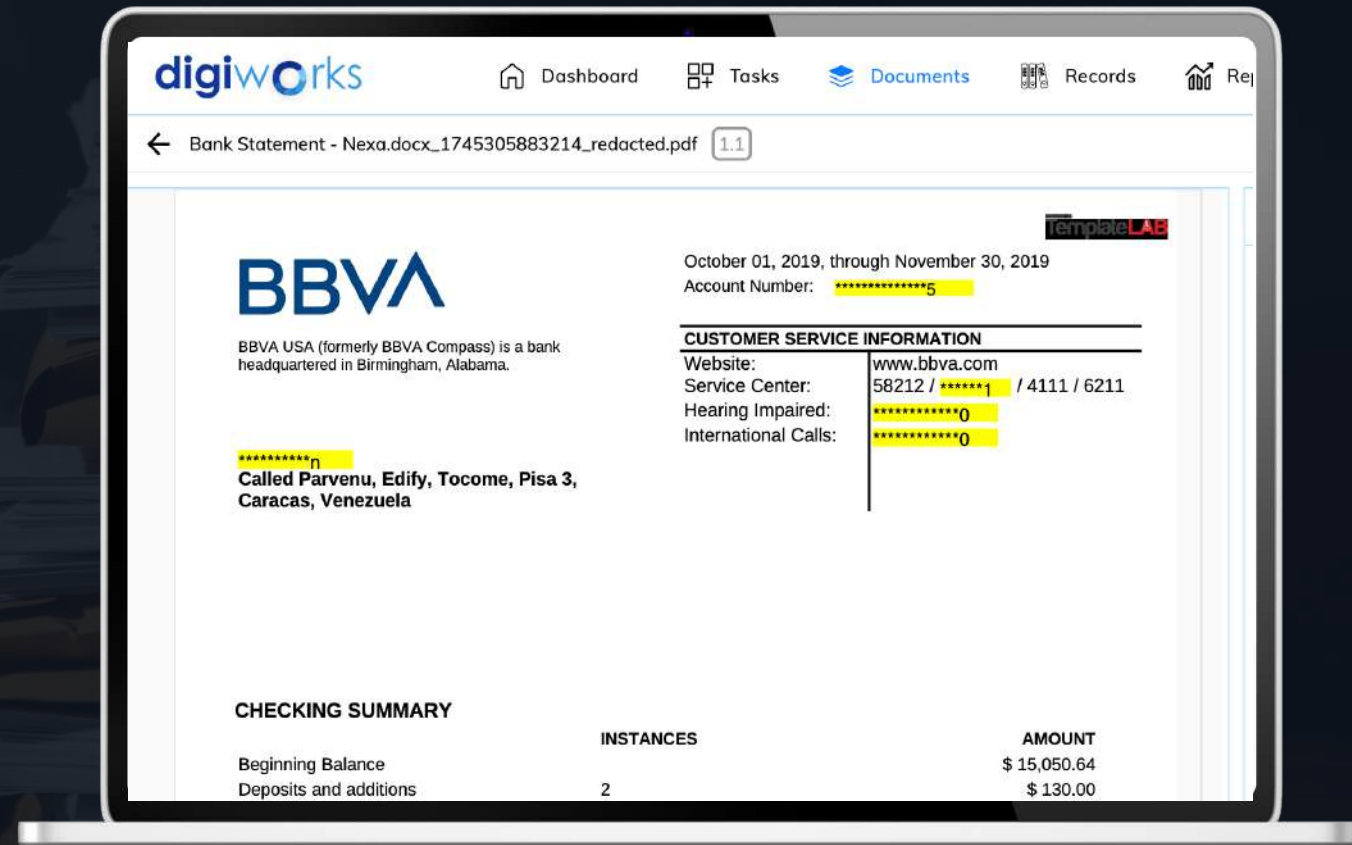 digiworks
Dashboard
Tasks
Documents
Records
Rep
Bank Statement - Nexa.docx_1745305883214_redacted.pdf 1.1
TemplateLAB
BBVA
October 01, 2019, through November 30, 2019
Account Number: **************5
BBVA USA (formerly BBVA Compass) is a bank
headquartered in Birmingham, Alabama.
CUSTOMER SERVICE INFORMATION
Website: www.bbva.com
Service Center: 58212 / ******1 / 4111 / 6211
Hearing Impaired: *************0
International Calls: *************0
**********n
Called Parvenu, Edify, Tocome, Pisa 3,
Caracas, Venezuela
CHECKING SUMMARY
INSTANCES AMOUNT
Beginning Balance $ 15,050.64
Deposits and additions 2 $ 130.00